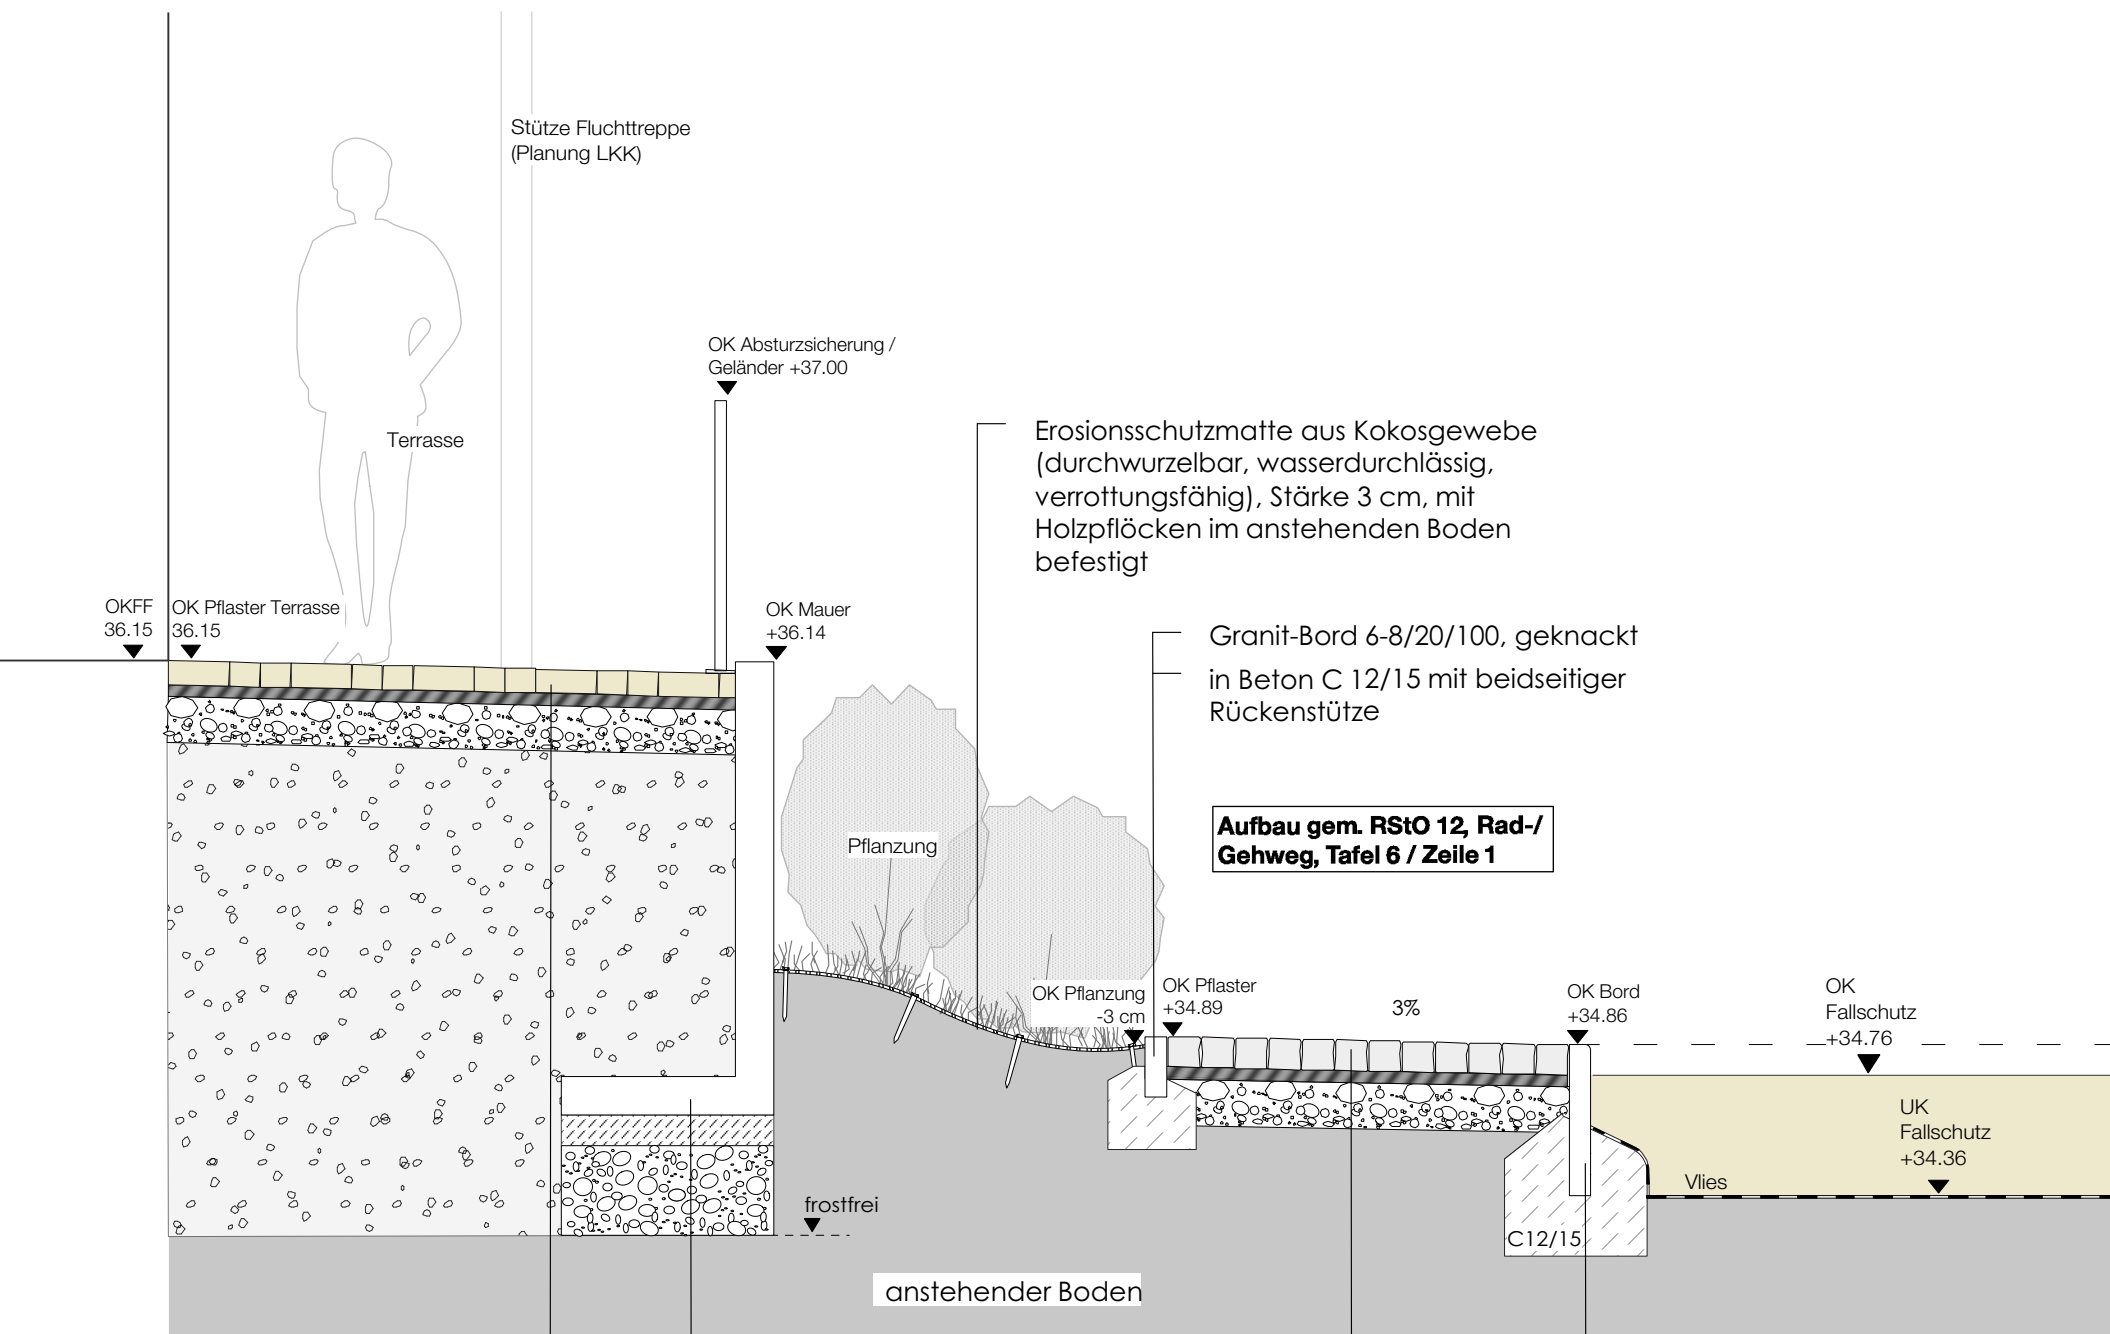 Stütze Fluchttreppe
(Planung LKK)
OK Absturzsicherung /
Geländer +37.00
Terrasse
Erosionsschutzmatte aus Kokosgewebe
(durchwurzelbar, wasserdurchlässig,
verrottungsfähig), Stärke 3 cm, mit
Holzpflöcken im anstehenden Boden
befestigt
OKFF
36.15
OK Pflaster Terrasse
36.15
OK Mauer
+36.14
Granit-Bord 6-8/20/100, geknackt
in Beton C 12/15 mit beidseitiger
Rückenstütze
Aufbau gem. RStO 12, Rad-/
Gehweg, Tafel 6 / Zeile 1
Pflanzung
OK Pflanzung
-3 cm
OK Pflaster
+34.89
3%
OK Bord
+34.86
OK
Fallschutz
+34.76
UK
Fallschutz
+34.36
Vlies
frostfrei
C12/15
anstehender Boden